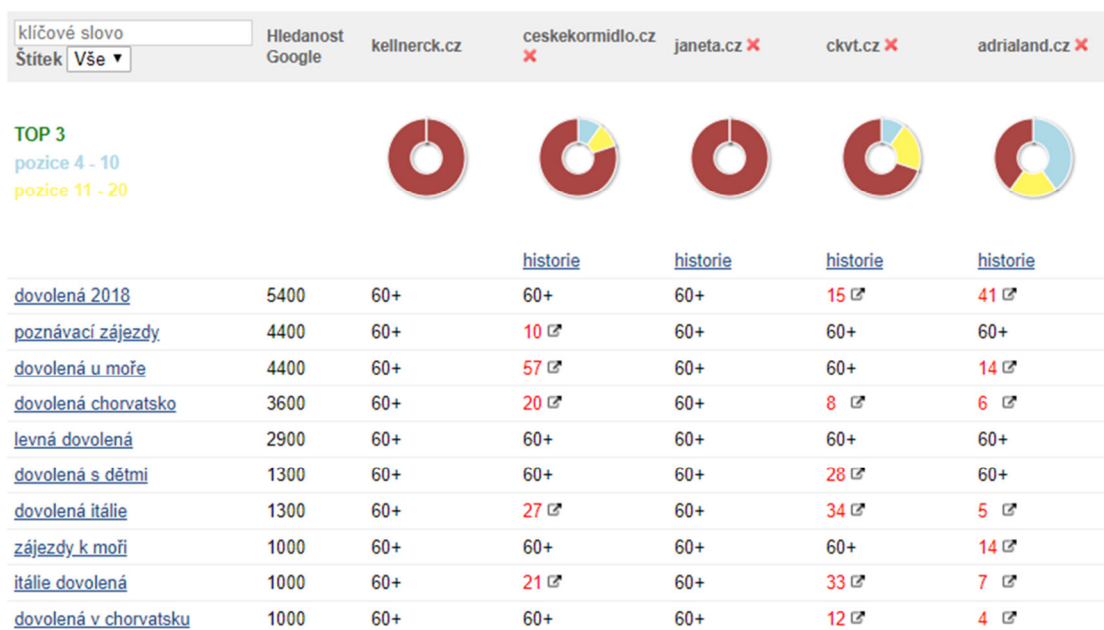 klíčové slovo
Štítek Vše ▼ Hledanost Google kellnerck.cz ceskekormidlo.cz janeta.cz ckvt.cz adrialand.cz
TOP 3
pozice 4 - 10
pozice 11 - 20
historie historie historie historie
dovolená 2018 5400 60+ 60+ 60+ 15 41
poznávací zájezdy 4400 60+ 10 60+ 60+ 60+
dovolená u moře 4400 60+ 57 60+ 60+ 14
dovolená chorvatsko 3600 60+ 20 60+ 8 6
levná dovolená 2900 60+ 60+ 60+ 60+ 60+
dovolená s dětmi 1300 60+ 60+ 60+ 28 60+
dovolená itálie 1300 60+ 27 60+ 34 5
zájezdy k moři 1000 60+ 60+ 60+ 60+ 14
itálie dovolená 1000 60+ 21 60+ 33 7
dovolená v chorvatsku 1000 60+ 60+ 60+ 12 4